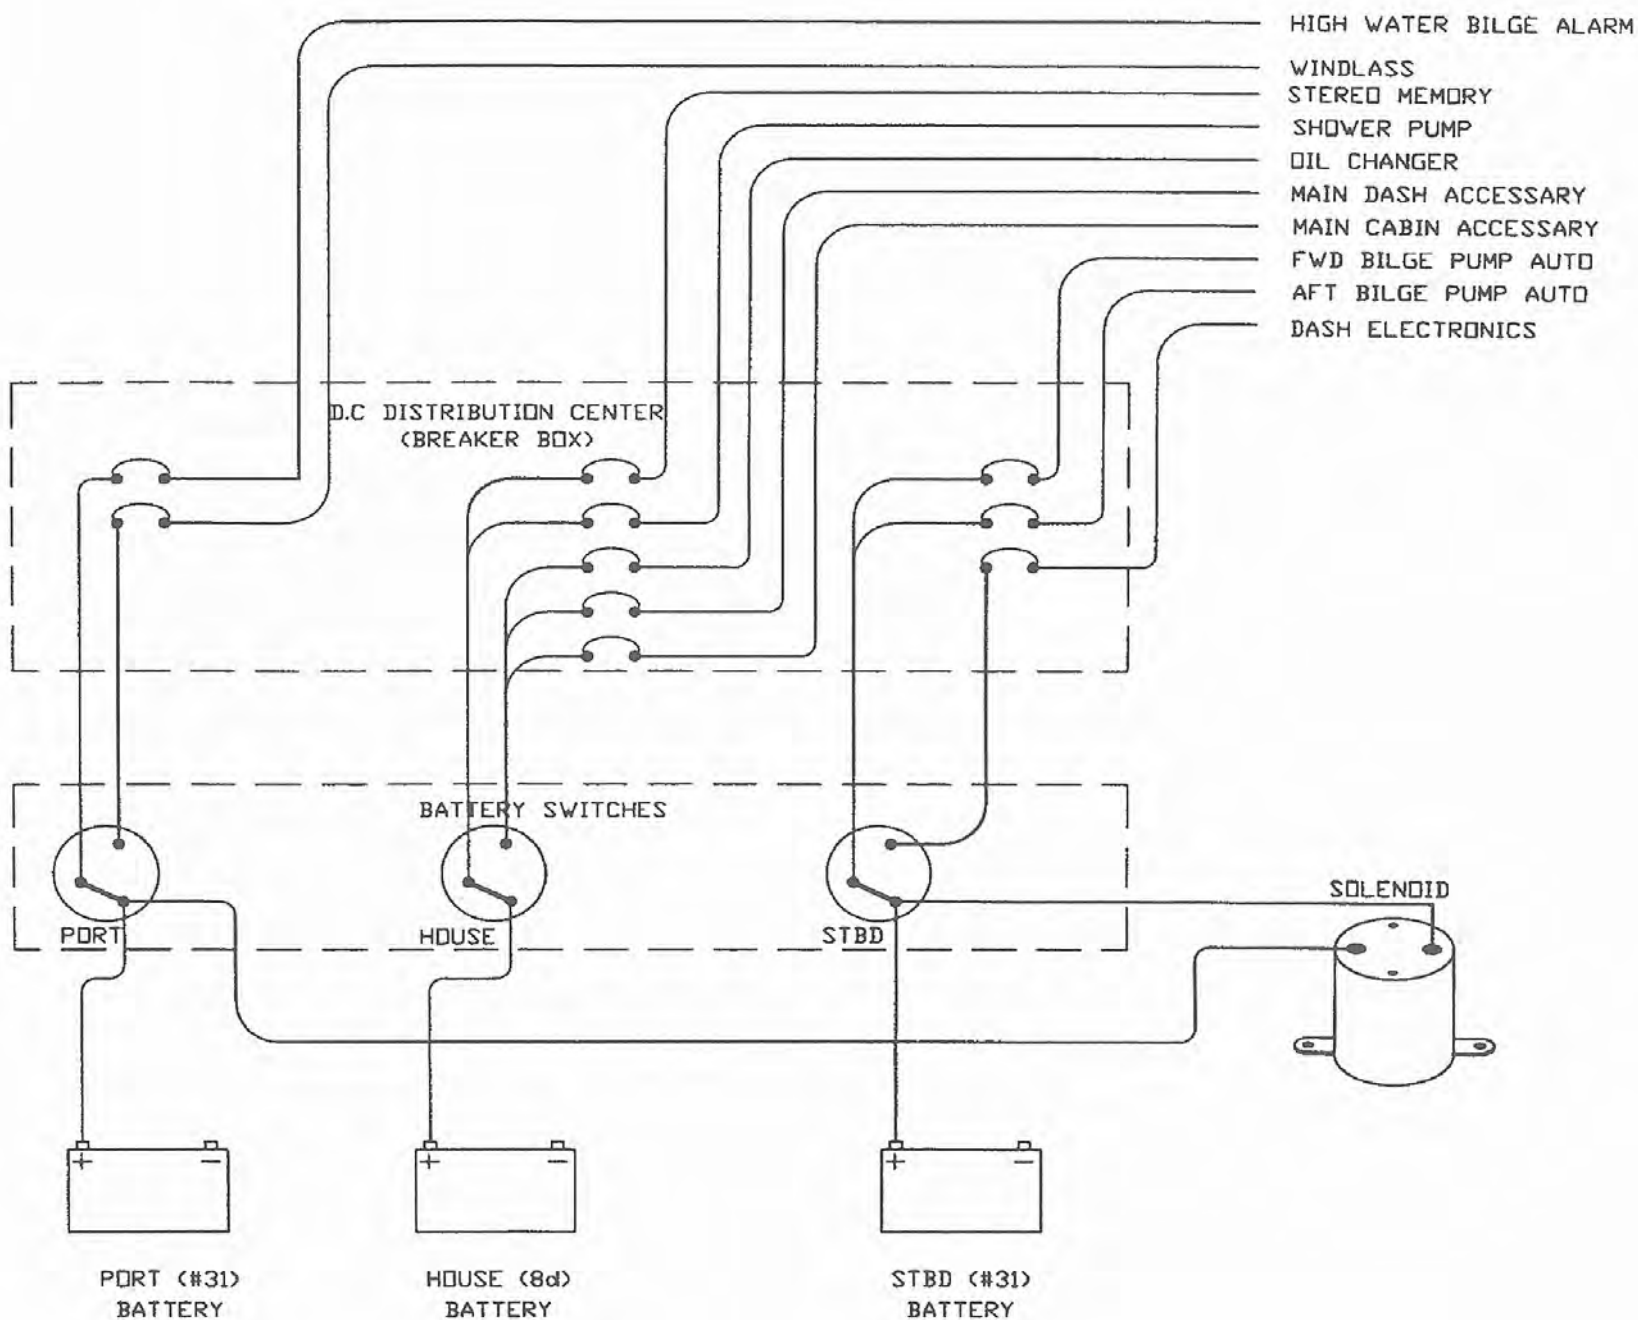 HIGH WATER BILGE ALARM
WINDLASS
STEREO MEMORY
SHOWER PUMP
OIL CHANGER
MAIN DASH ACCESSARY
MAIN CABIN ACCESSARY
FWD BILGE PUMP AUTO
AFT BILGE PUMP AUTO
DASH ELECTRONICS
D.C DISTRIBUTION CENTER
(BREAKER BOX)
BATTERY SWITCHES
PORT
HOUSE
STBD
SOLENOID
+ −
+ −
+ −
PORT (#31)
BATTERY
HOUSE (8d)
BATTERY
STBD (#31)
BATTERY